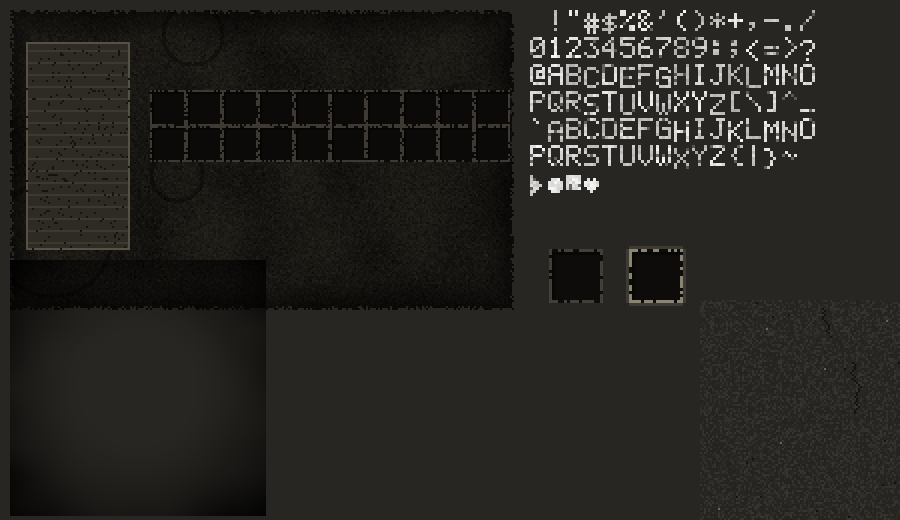 !"#$%&'()*+,-./
0123456789:;<=>?
@ABCDEFGHIJKLMNO
PQRSTUVWXYZ[\]^_
`ABCDEFGHIJKLMNO
PQRSTUVWXYZ{|}~